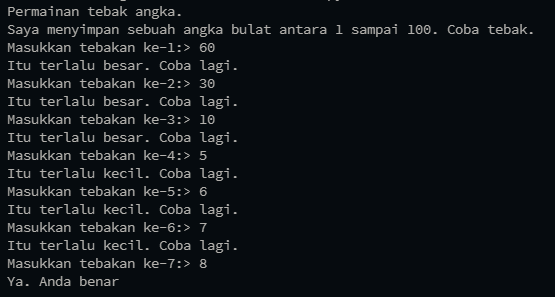 Permainan tebak angka.
Saya menyimpan sebuah angka bulat antara 1 sampai 100. Coba tebak.
Masukkan tebakan ke-1:> 60
Itu terlalu besar. Coba lagi.
Masukkan tebakan ke-2:> 30
Itu terlalu besar. Coba lagi.
Masukkan tebakan ke-3:> 10
Itu terlalu besar. Coba lagi.
Masukkan tebakan ke-4:> 5
Itu terlalu kecil. Coba lagi.
Masukkan tebakan ke-5:> 6
Itu terlalu kecil. Coba lagi.
Masukkan tebakan ke-6:> 7
Itu terlalu kecil. Coba lagi.
Masukkan tebakan ke-7:> 8
Ya. Anda benar